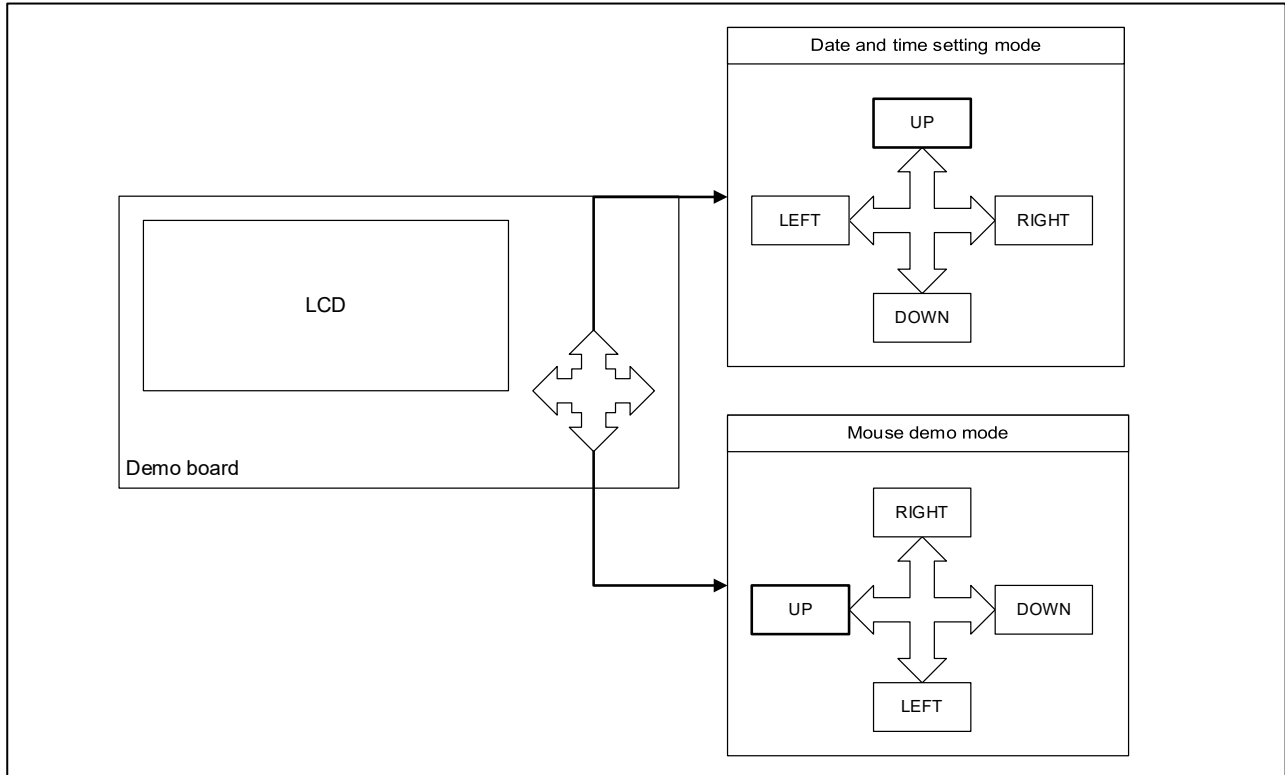 Date and time setting mode
UP
LEFT
RIGHT
DOWN
LCD
Demo board
Mouse demo mode
RIGHT
UP
DOWN
LEFT